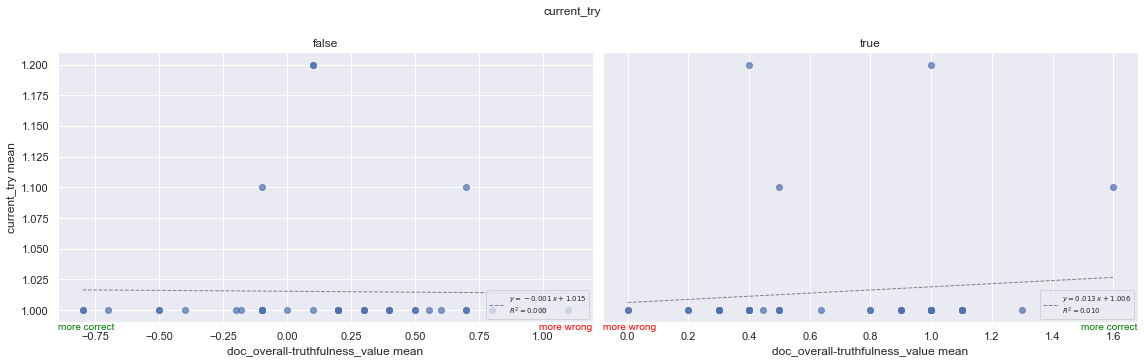 current_try
false
true
current_try mean
1.200
1.175
1.150
1.125
1.100
1.075
1.050
1.025
1.000
y = −0.001 x + 1.015
R² = 0.000
y = 0.013 x + 1.006
R² = 0.010
more correct
more wrong
more wrong
more correct
−0.75 −0.50 −0.25 0.00 0.25 0.50 0.75 1.00
0.0 0.2 0.4 0.6 0.8 1.0 1.2 1.4 1.6
doc_overall-truthfulness_value mean
doc_overall-truthfulness_value mean